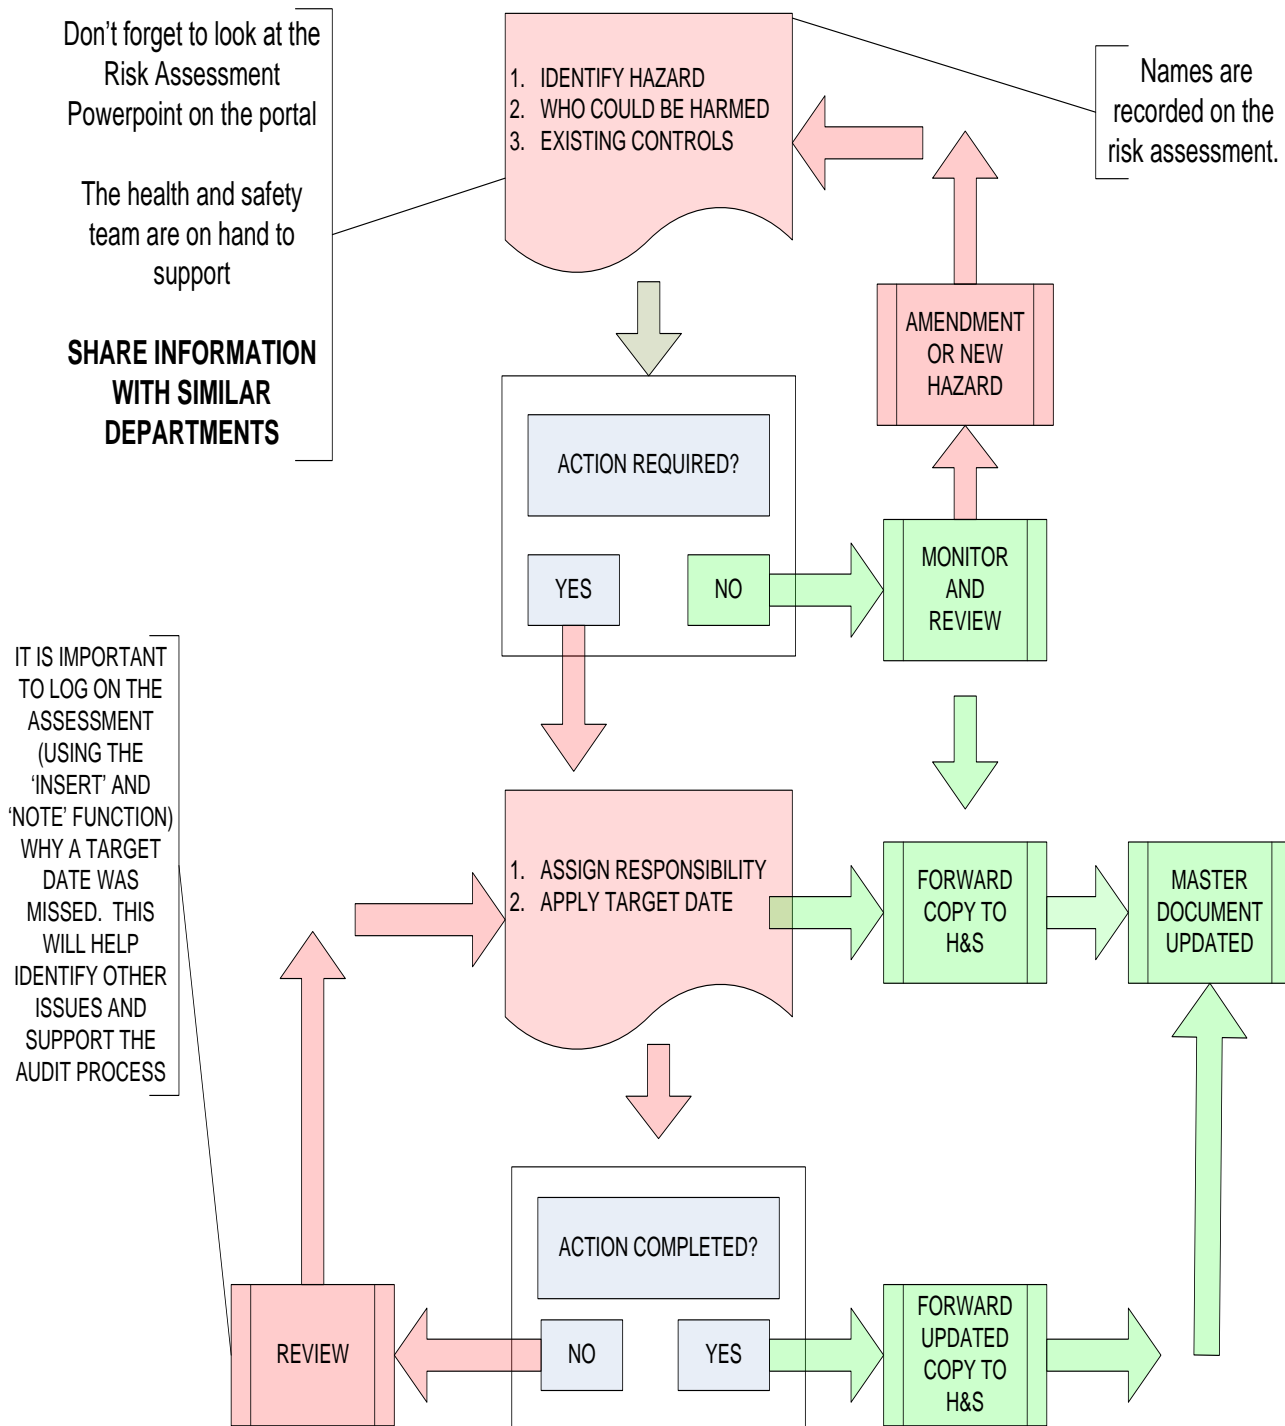 Don't forget to look at the
Risk Assessment
Powerpoint on the portal
The health and safety
team are on hand to
support
SHARE INFORMATION
WITH SIMILAR
DEPARTMENTS
1. IDENTIFY HAZARD
2. WHO COULD BE HARMED
3. EXISTING CONTROLS
Names are
recorded on the
risk assessment.
AMENDMENT
OR NEW
HAZARD
ACTION REQUIRED?
YES
NO
MONITOR
AND
REVIEW
IT IS IMPORTANT
TO LOG ON THE
ASSESSMENT
(USING THE
‘INSERT’ AND
‘NOTE’ FUNCTION)
WHY A TARGET
DATE WAS
MISSED.  THIS
WILL HELP
IDENTIFY OTHER
ISSUES AND
SUPPORT THE
AUDIT PROCESS
1. ASSIGN RESPONSIBILITY
2. APPLY TARGET DATE
FORWARD
COPY TO
H&S
MASTER
DOCUMENT
UPDATED
ACTION COMPLETED?
REVIEW
NO
YES
FORWARD
UPDATED
COPY TO
H&S